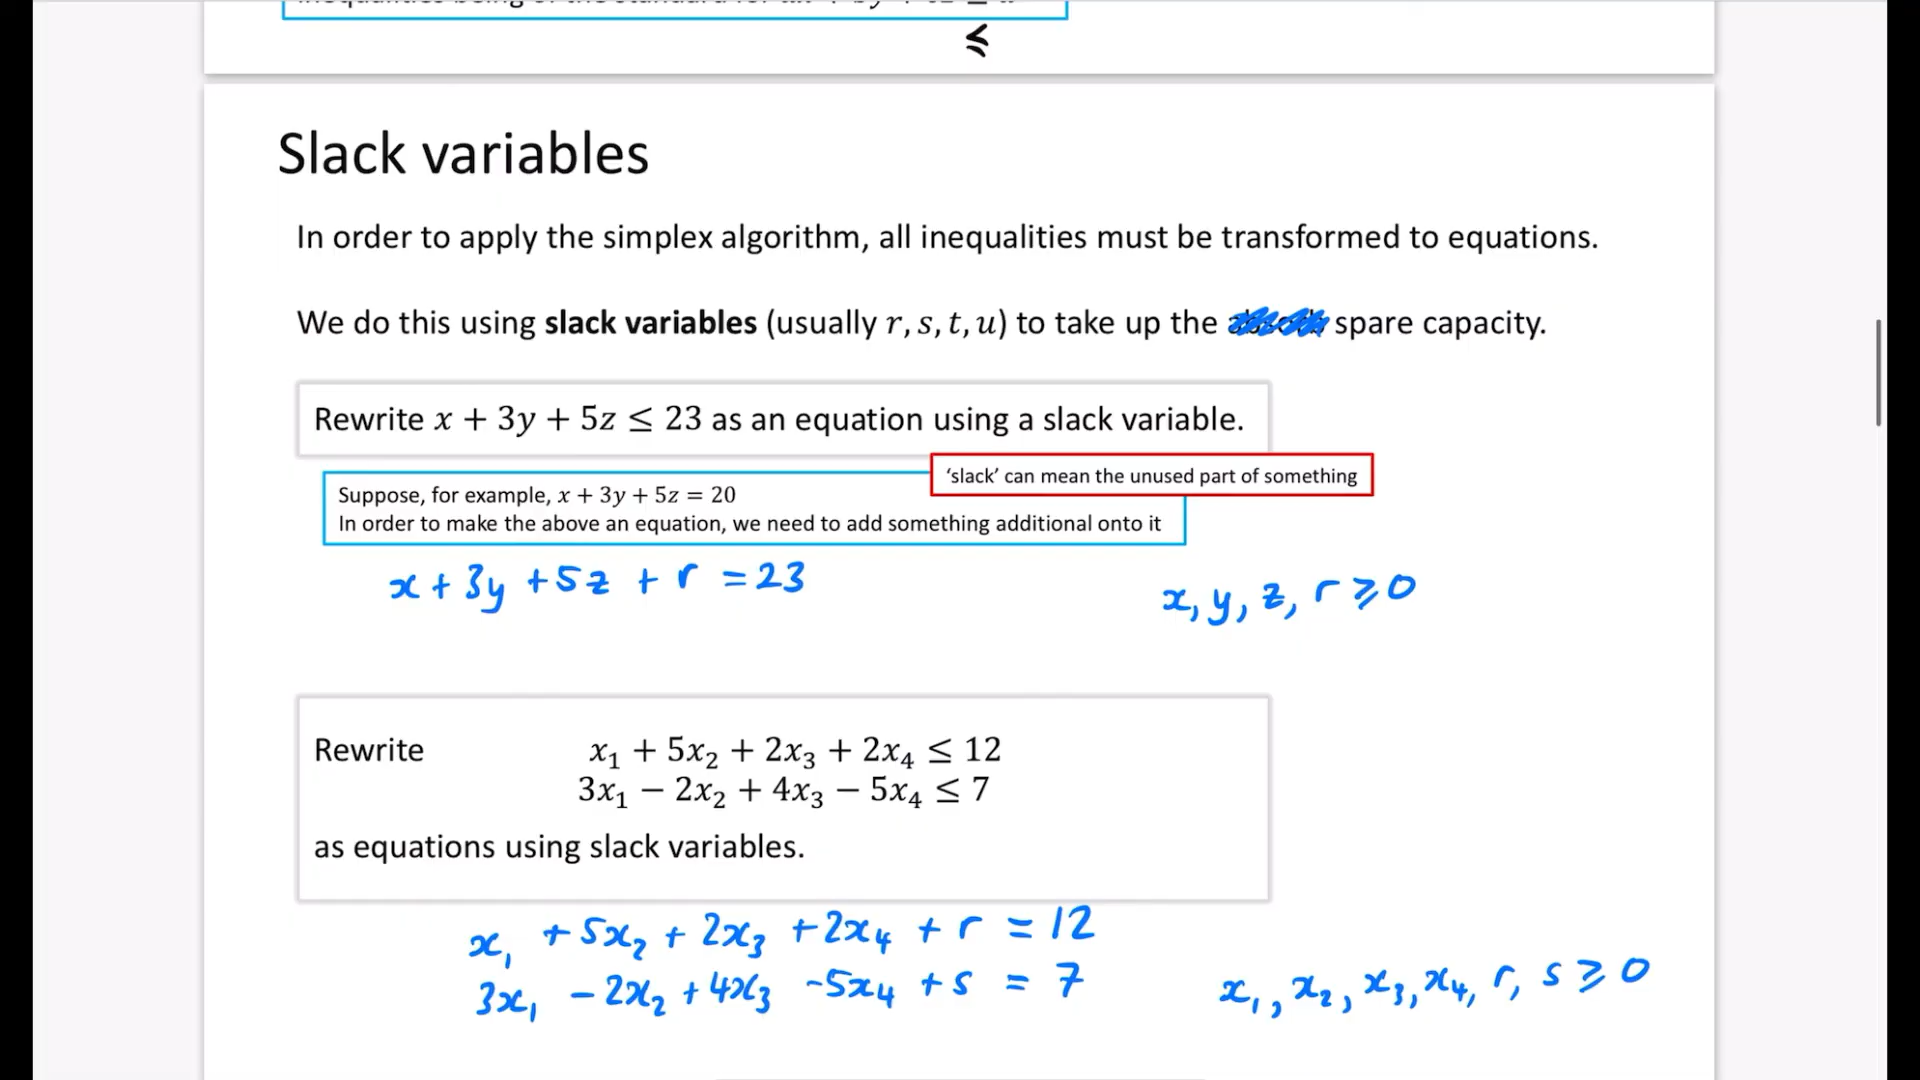 ≤
Slack variables
In order to apply the simplex algorithm, all inequalities must be transformed to equations.
We do this using slack variables (usually r, s, t, u) to take up the spare capacity.
Rewrite x + 3y + 5z ≤ 23 as an equation using a slack variable.
'slack' can mean the unused part of something
Suppose, for example, x + 3y + 5z = 20
In order to make the above an equation, we need to add something additional onto it
x + 3y + 5z + r = 23
x, y, z, r ≥ 0
Rewrite x₁ + 5x₂ + 2x₃ + 2x₄ ≤ 12
3x₁ − 2x₂ + 4x₃ − 5x₄ ≤ 7
as equations using slack variables.
x₁ + 5x₂ + 2x₃ + 2x₄ + r = 12
3x₁ − 2x₂ + 4x₃ − 5x₄ + s = 7
x₁, x₂, x₃, x₄, r, s ≥ 0